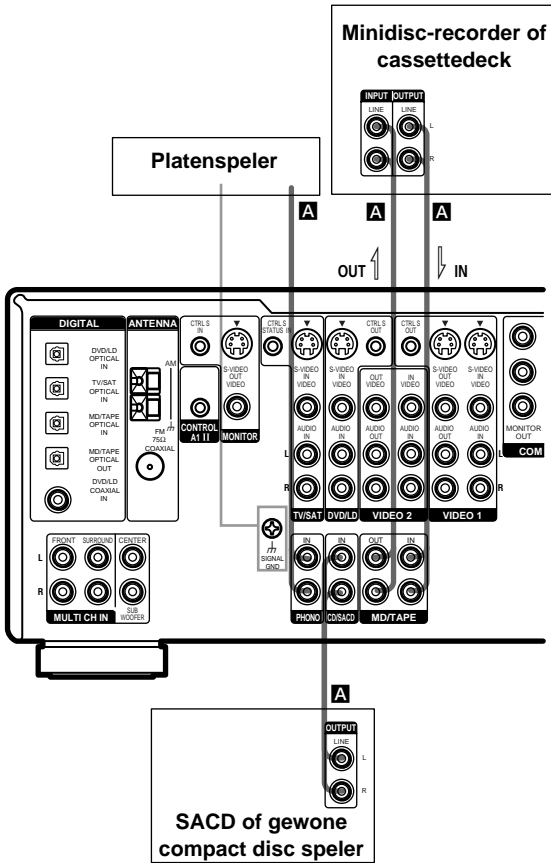 Minidisc-recorder of
cassettedeck
INPUT OUTPUT
LINE LINE
L
R
Platenspeler
A A A
OUT IN
DIGITAL
DVD/LD
OPTICAL
IN
TV/SAT
OPTICAL
IN
MD/TAPE
OPTICAL
IN
MD/TAPE
OPTICAL
OUT
DVD/LD
COAXIAL
IN
ANTENNA
AM
FM
75Ω
COAXIAL
CTRL S
IN
CONTROL
A1 II
S-VIDEO
OUT
VIDEO
MONITOR
CTRL S
STATUS IN
S-VIDEO
IN
VIDEO
AUDIO
IN
L
R
TV/SAT
S-VIDEO
IN
VIDEO
AUDIO
IN
DVD/LD
CTRL S
OUT
OUT
VIDEO
AUDIO
OUT
CTRL S
OUT
IN
VIDEO
AUDIO
IN
VIDEO 2
S-VIDEO
OUT
VIDEO
AUDIO
OUT
S-VIDEO
IN
VIDEO
AUDIO
IN
L
R
VIDEO 1
MONITOR
OUT
COM
SIGNAL
GND
FRONT SURROUND CENTER
L
R
SUB
WOOFER
MULTI CH IN
IN IN OUT IN
PHONO CD/SACD MD/TAPE
A
OUTPUT
LINE
L
R
SACD of gewone
compact disc speler